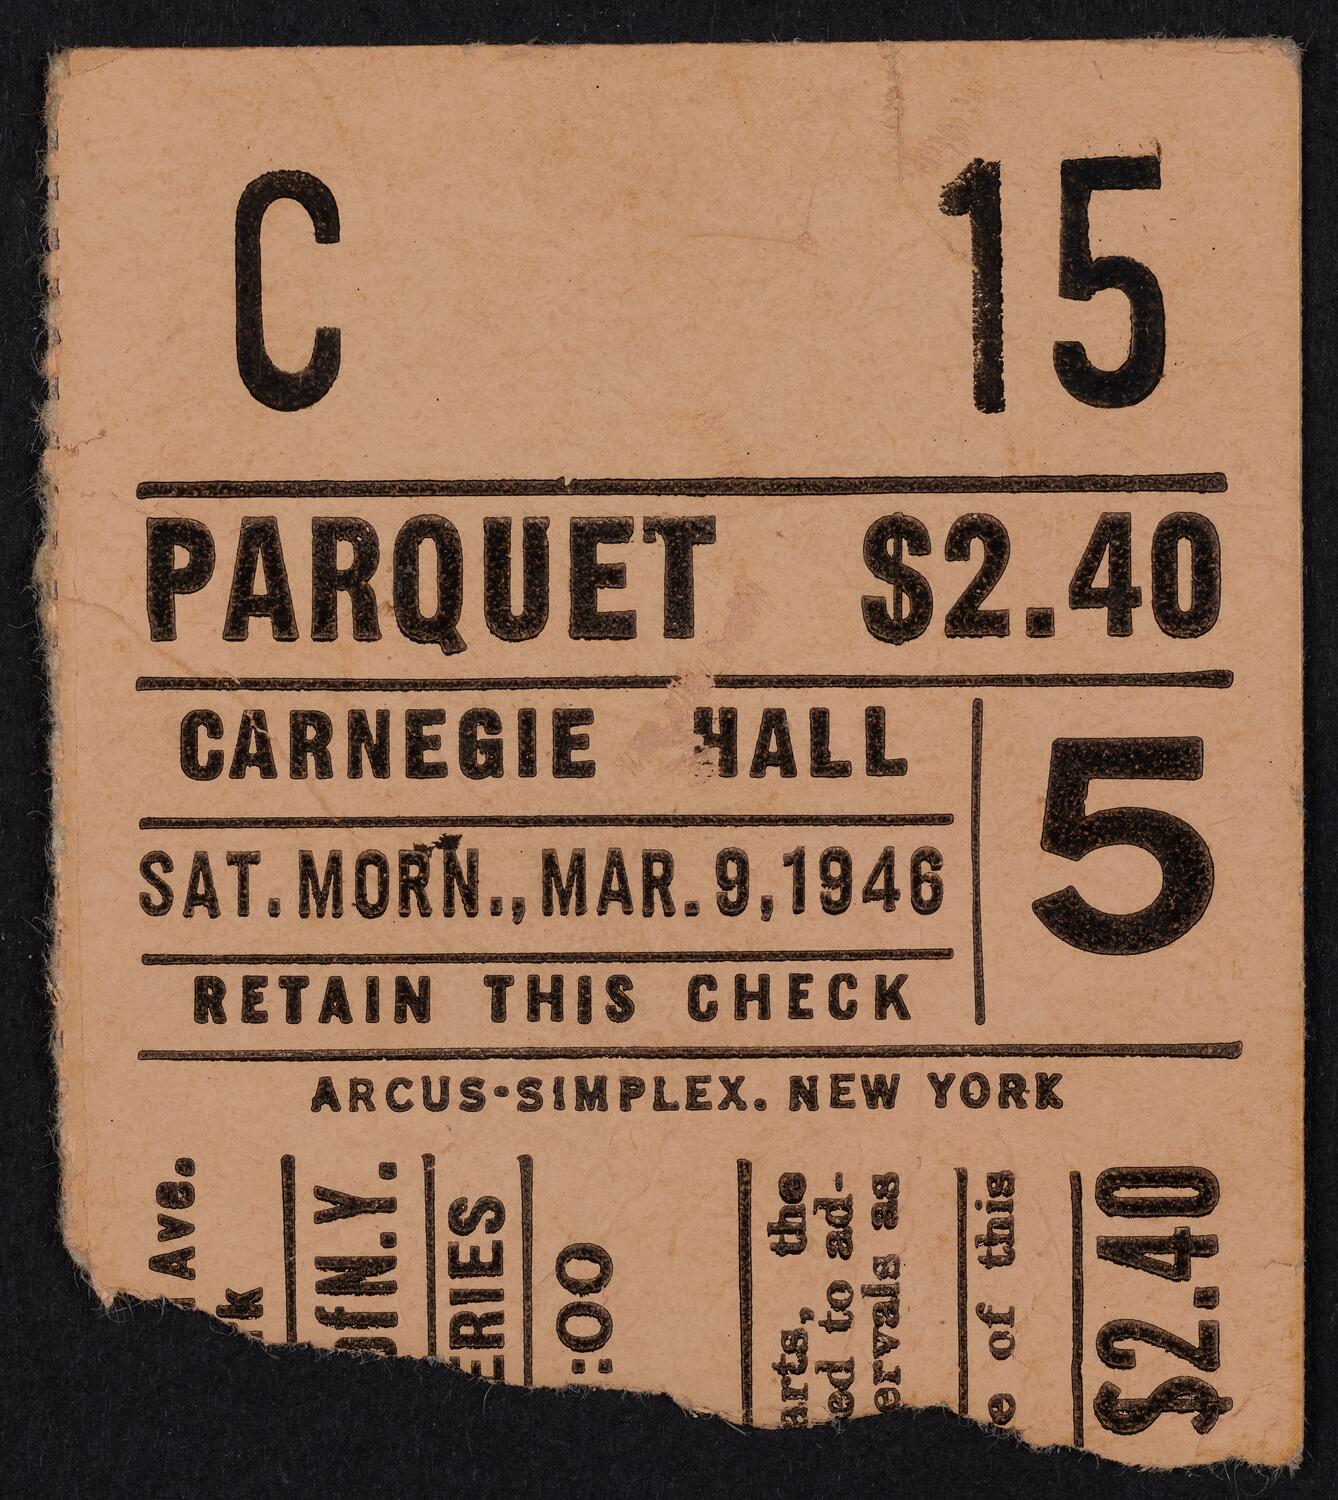 C 15
PARQUET $2.40
CARNEGIE HALL
SAT. MORN., MAR. 9, 1946
5
RETAIN THIS CHECK
ARCUS-SIMPLEX. NEW YORK
Ave.
k
of N.Y.
ERIES
:00
arts, the
ed to ad-
ervals as
e of this
$2.40